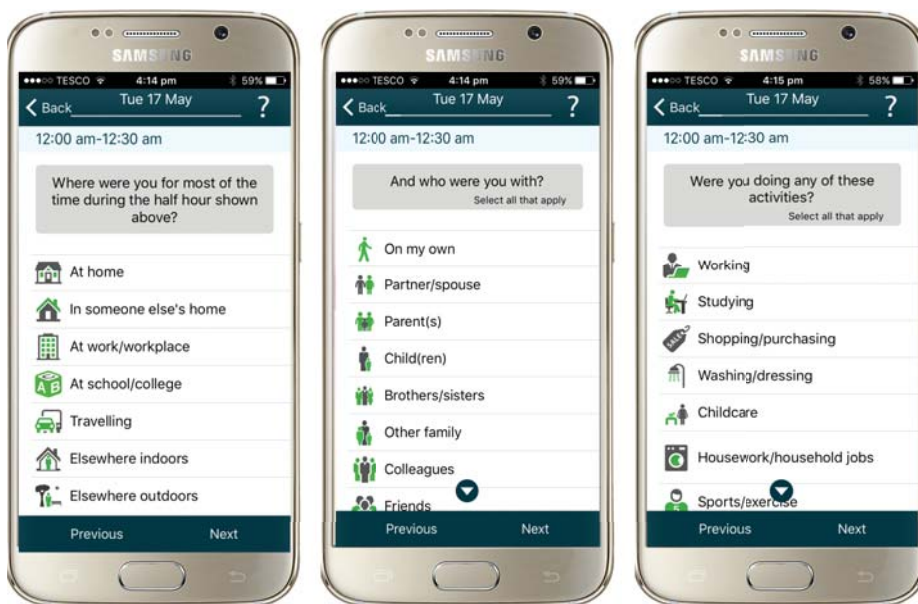 SAMSUNG
TESCO 4:14 pm 59%
Back Tue 17 May ?
12:00 am-12:30 am
Where were you for most of the
time during the half hour shown
above?
At home
In someone else's home
At work/workplace
A B
At school/college
Travelling
Elsewhere indoors
Elsewhere outdoors
Previous Next
SAMSUNG
TESCO 4:14 pm 59%
Back Tue 17 May ?
12:00 am-12:30 am
And who were you with?
Select all that apply
On my own
Partner/spouse
Parent(s)
Child(ren)
Brothers/sisters
Other family
Colleagues
Friends
Previous Next
SAMSUNG
TESCO 4:15 pm 58%
Back Tue 17 May ?
12:00 am-12:30 am
Were you doing any of these
activities?
Select all that apply
Working
Studying
SALE
Shopping/purchasing
Washing/dressing
Childcare
Housework/household jobs
Sports/exercise
Previous Next